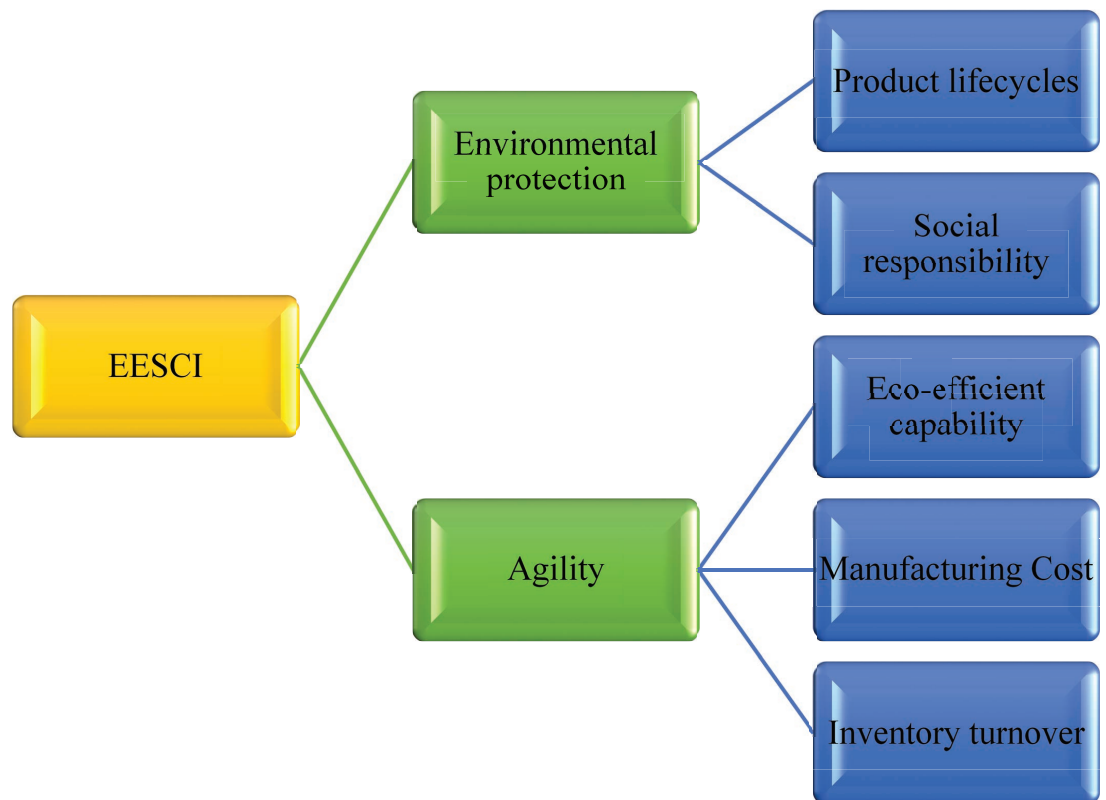 EESCI
Environmental
protection
Agility
Product lifecycles
Social
responsibility
Eco-efficient
capability
Manufacturing Cost
Inventory turnover